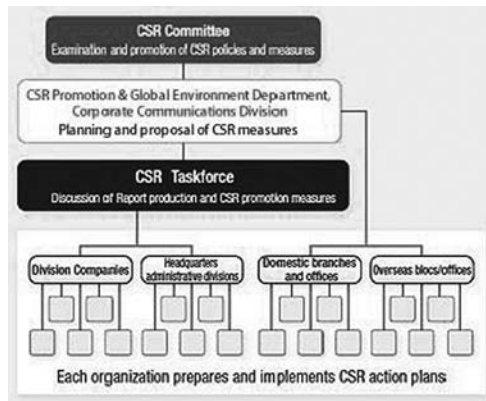 CSR Committee
Examination and promotion of CSR policies and measures
CSR Promotion & Global Environment Department,
Corporate Communications Division
Planning and proposal of CSR measures
CSR Taskforce
Discussion of Report production and CSR promotion measures
Division Companies
Headquarters
administrative divisions
Domestic branches
and offices
Overseas blocs/offices
Each organization prepares and implements CSR action plans